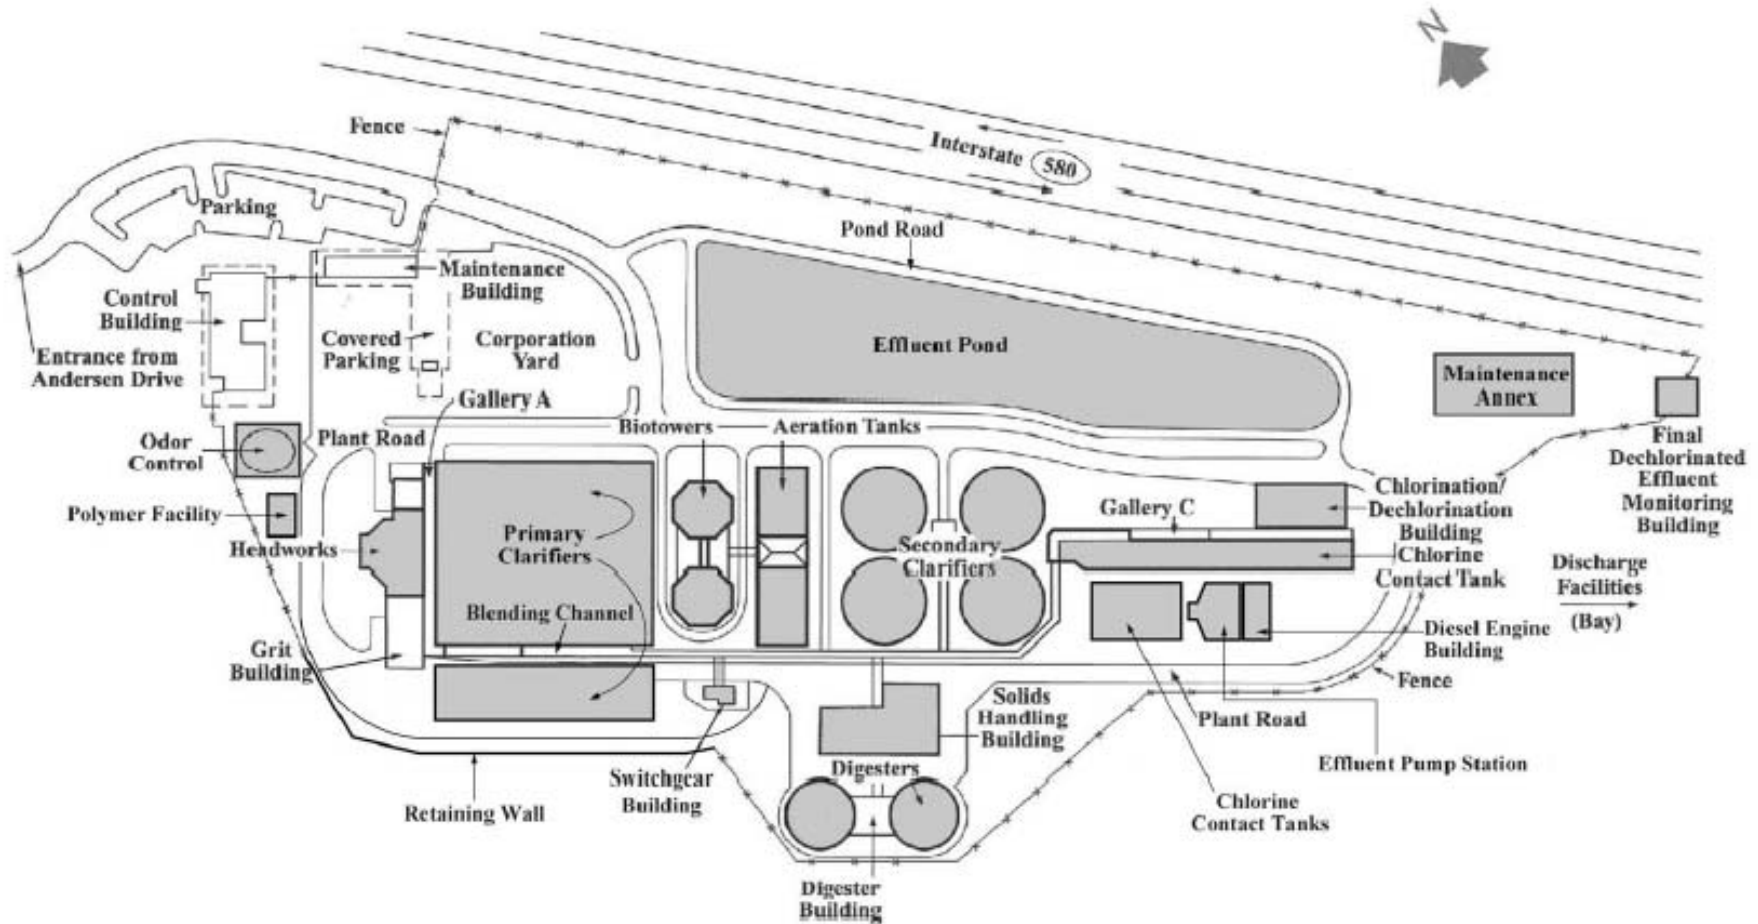 N
Fence
Interstate 580
Parking
Pond Road
Maintenance
Building
Control
Building
Covered
Parking
Corporation
Yard
Effluent Pond
Entrance from
Andersen Drive
Maintenance
Annex
Gallery A
Biotowers
Aeration Tanks
Odor
Control
Plant Road
Final
Dechlorinated
Effluent
Monitoring
Building
Polymer Facility
Headworks
Primary
Clarifiers
Secondary
Clarifiers
Gallery C
Chlorination/
Dechlorination
Building
Chlorine
Contact Tank
Discharge
Facilities
(Bay)
Blending Channel
Grit
Building
Diesel Engine
Building
Fence
Solids
Handling
Building
Plant Road
Switchgear
Building
Digesters
Effluent Pump Station
Retaining Wall
Chlorine
Contact Tanks
Digester
Building